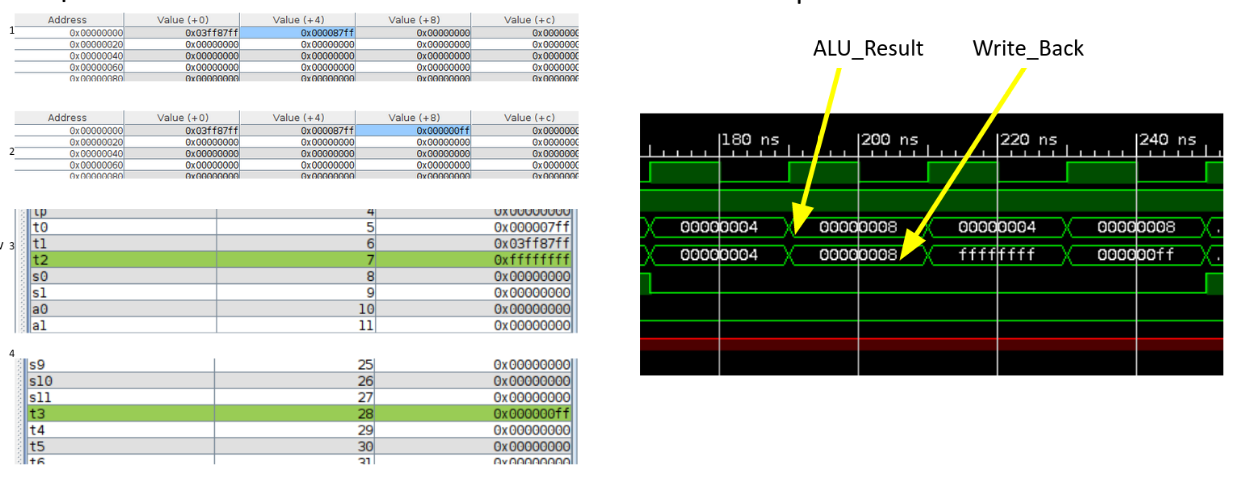 1
Address Value (+0) Value (+4) Value (+8) Value (+c)
0x00000000 0x03ff87ff 0x000087ff 0x00000000 0x0000000
0x00000020 0x00000000 0x00000000 0x00000000 0x0000000
0x00000040 0x00000000 0x00000000 0x00000000 0x0000000
0x00000060 0x00000000 0x00000000 0x00000000 0x0000000
0x00000080 0x00000000 0x00000000 0x00000000 0x0000000
2
Address Value (+0) Value (+4) Value (+8) Value (+c)
0x00000000 0x03ff87ff 0x000087ff 0x000000ff 0x0000000
0x00000020 0x00000000 0x00000000 0x00000000 0x0000000
0x00000040 0x00000000 0x00000000 0x00000000 0x0000000
0x00000060 0x00000000 0x00000000 0x00000000 0x0000000
0x00000080 0x00000000 0x00000000 0x00000000 0x0000000
3
tp 4 0x00000000
t0 5 0x000007ff
t1 6 0x03ff87ff
t2 7 0xffffffff
s0 8 0x00000000
s1 9 0x00000000
a0 10 0x00000000
a1 11 0x00000000
4
s9 25 0x00000000
s10 26 0x00000000
s11 27 0x00000000
t3 28 0x000000ff
t4 29 0x00000000
t5 30 0x00000000
t6 31 0x00000000
ALU_Result Write_Back
180 ns 200 ns 220 ns 240 ns
00000004 00000008 00000004 00000008 .
00000004 00000008 ffffffff 000000ff .